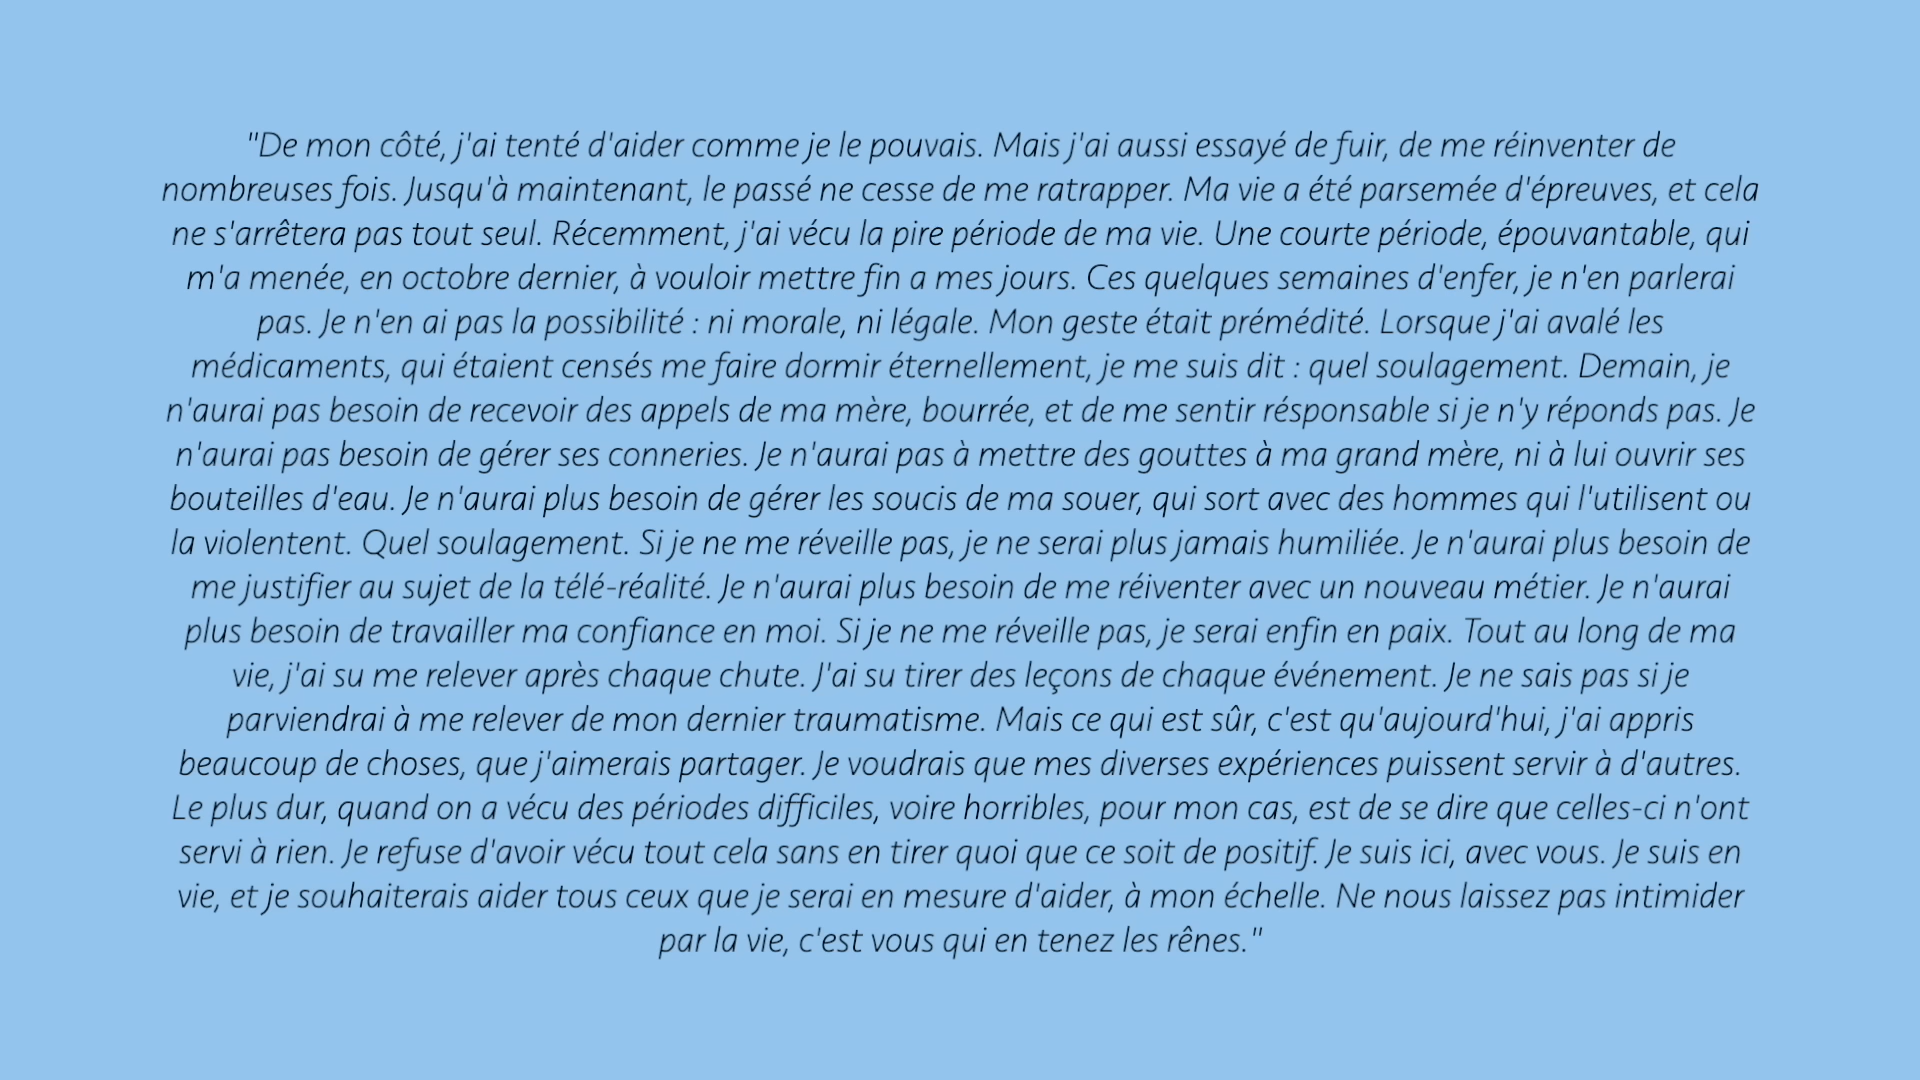 "De mon côté, j'ai tenté d'aider comme je le pouvais. Mais j'ai aussi essayé de fuir, de me réinventer de
nombreuses fois. Jusqu'à maintenant, le passé ne cesse de me ratrapper. Ma vie a été parsemée d'épreuves, et cela
ne s'arrêtera pas tout seul. Récemment, j'ai vécu la pire période de ma vie. Une courte période, épouvantable, qui
m'a menée, en octobre dernier, à vouloir mettre fin a mes jours. Ces quelques semaines d'enfer, je n'en parlerai
pas. Je n'en ai pas la possibilité : ni morale, ni légale. Mon geste était prémédité. Lorsque j'ai avalé les
médicaments, qui étaient censés me faire dormir éternellement, je me suis dit : quel soulagement. Demain, je
n'aurai pas besoin de recevoir des appels de ma mère, bourrée, et de me sentir résponsable si je n'y réponds pas. Je
n'aurai pas besoin de gérer ses conneries. Je n'aurai pas à mettre des gouttes à ma grand mère, ni à lui ouvrir ses
bouteilles d'eau. Je n'aurai plus besoin de gérer les soucis de ma souer, qui sort avec des hommes qui l'utilisent ou
la violentent. Quel soulagement. Si je ne me réveille pas, je ne serai plus jamais humiliée. Je n'aurai plus besoin de
me justifier au sujet de la télé-réalité. Je n'aurai plus besoin de me réiventer avec un nouveau métier. Je n'aurai
plus besoin de travailler ma confiance en moi. Si je ne me réveille pas, je serai enfin en paix. Tout au long de ma
vie, j'ai su me relever après chaque chute. J'ai su tirer des leçons de chaque événement. Je ne sais pas si je
parviendrai à me relever de mon dernier traumatisme. Mais ce qui est sûr, c'est qu'aujourd'hui, j'ai appris
beaucoup de choses, que j'aimerais partager. Je voudrais que mes diverses expériences puissent servir à d'autres.
Le plus dur, quand on a vécu des périodes difficiles, voire horribles, pour mon cas, est de se dire que celles-ci n'ont
servi à rien. Je refuse d'avoir vécu tout cela sans en tirer quoi que ce soit de positif. Je suis ici, avec vous. Je suis en
vie, et je souhaiterais aider tous ceux que je serai en mesure d'aider, à mon échelle. Ne nous laissez pas intimider
par la vie, c'est vous qui en tenez les rênes."